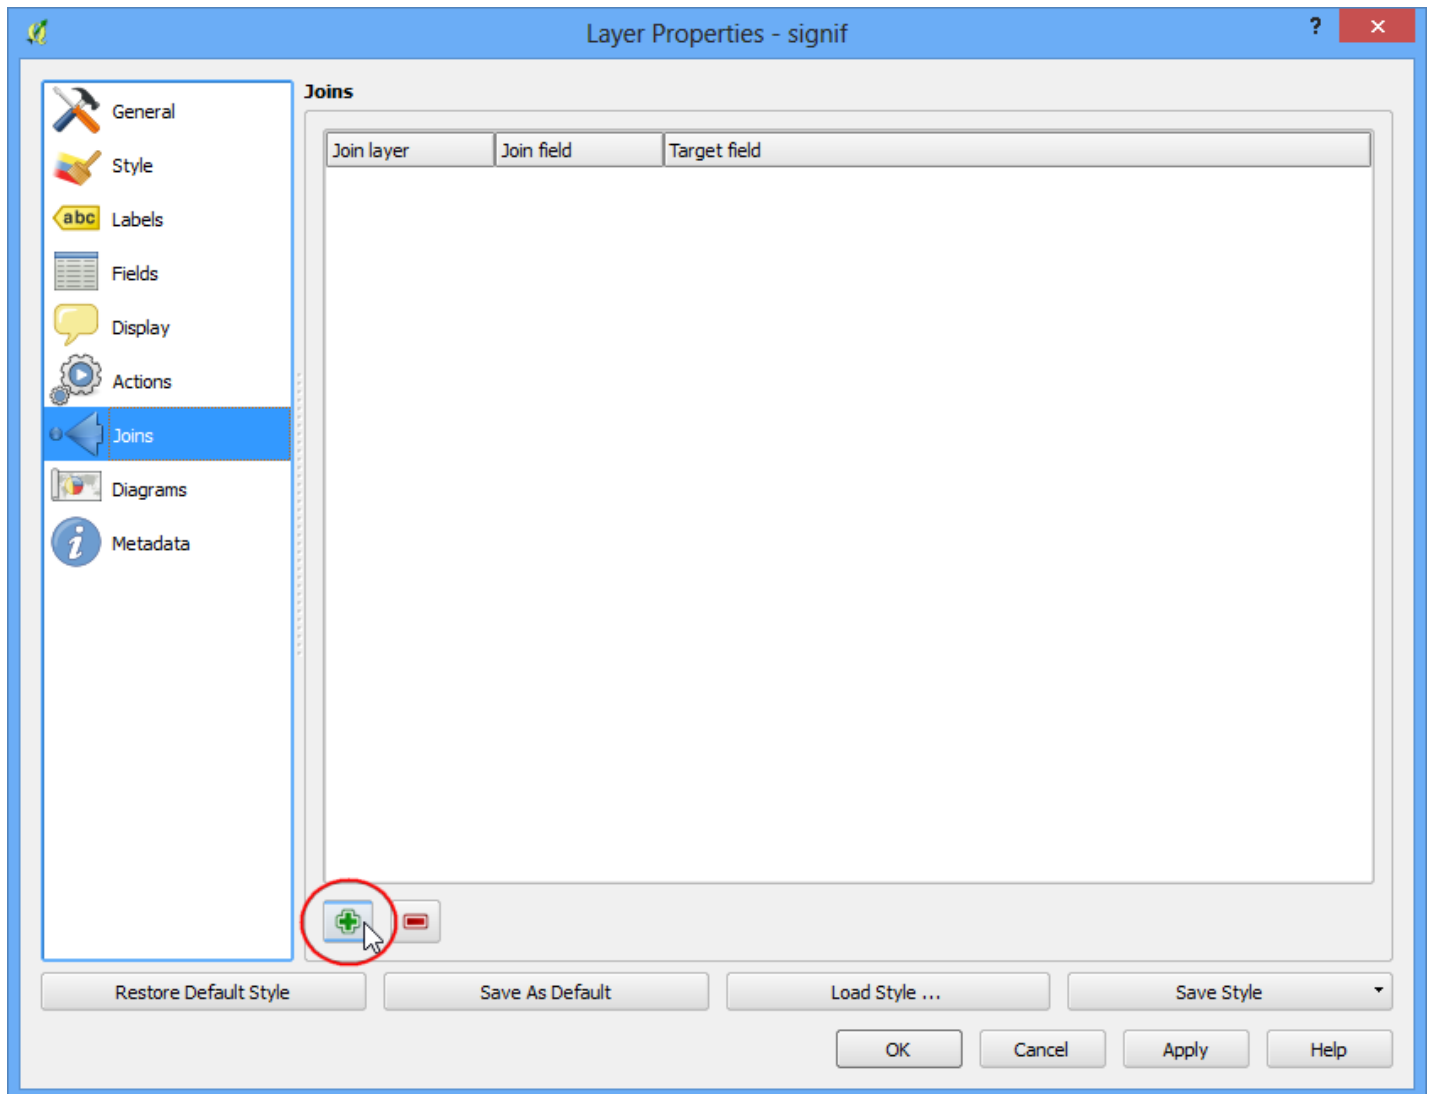 Layer Properties - signif
?
General
Style
abc Labels
Fields
Display
Actions
Joins
Diagrams
i Metadata
Joins
Join layer Join field Target field
Restore Default Style Save As Default Load Style ... Save Style
OK Cancel Apply Help